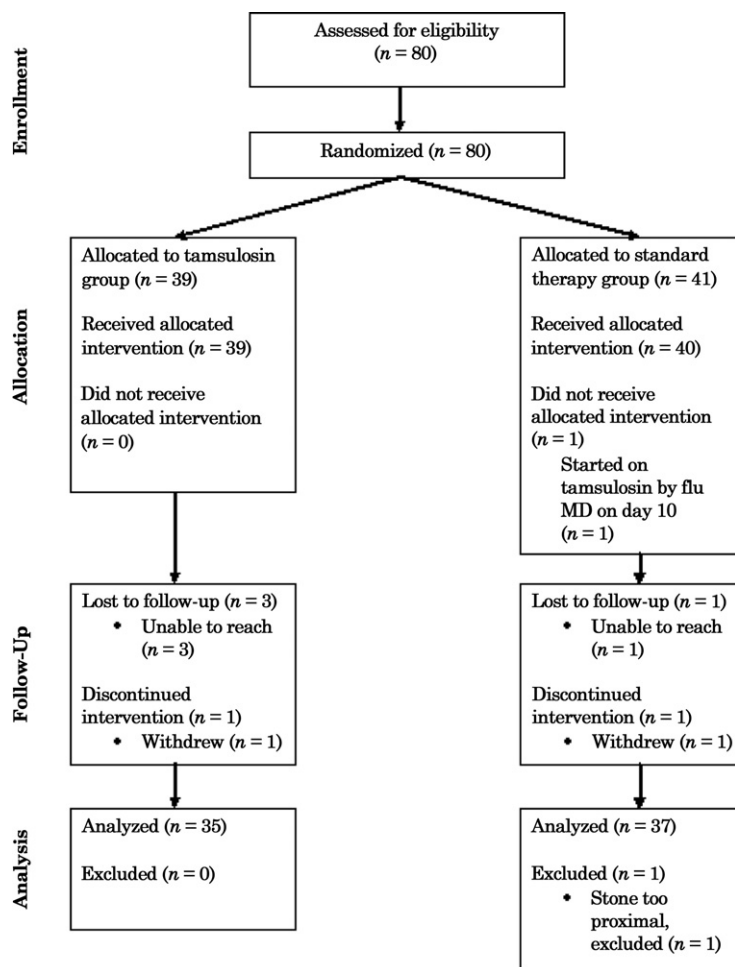 Enrollment
Assessed for eligibility
(n = 80)
Randomized (n = 80)
Allocation
Allocated to tamsulosin
group (n = 39)
Received allocated
intervention (n = 39)
Did not receive
allocated intervention
(n = 0)
Allocated to standard
therapy group (n = 41)
Received allocated
intervention (n = 40)
Did not receive
allocated intervention
(n = 1)
Started on
tamsulosin by flu
MD on day 10
(n = 1)
Follow-Up
Lost to follow-up (n = 3)
• Unable to reach
(n = 3)
Discontinued
intervention (n = 1)
• Withdrew (n = 1)
Lost to follow-up (n = 1)
• Unable to reach
(n = 1)
Discontinued
intervention (n = 1)
• Withdrew (n = 1)
Analysis
Analyzed (n = 35)
Excluded (n = 0)
Analyzed (n = 37)
Excluded (n = 1)
• Stone too
proximal,
excluded (n = 1)